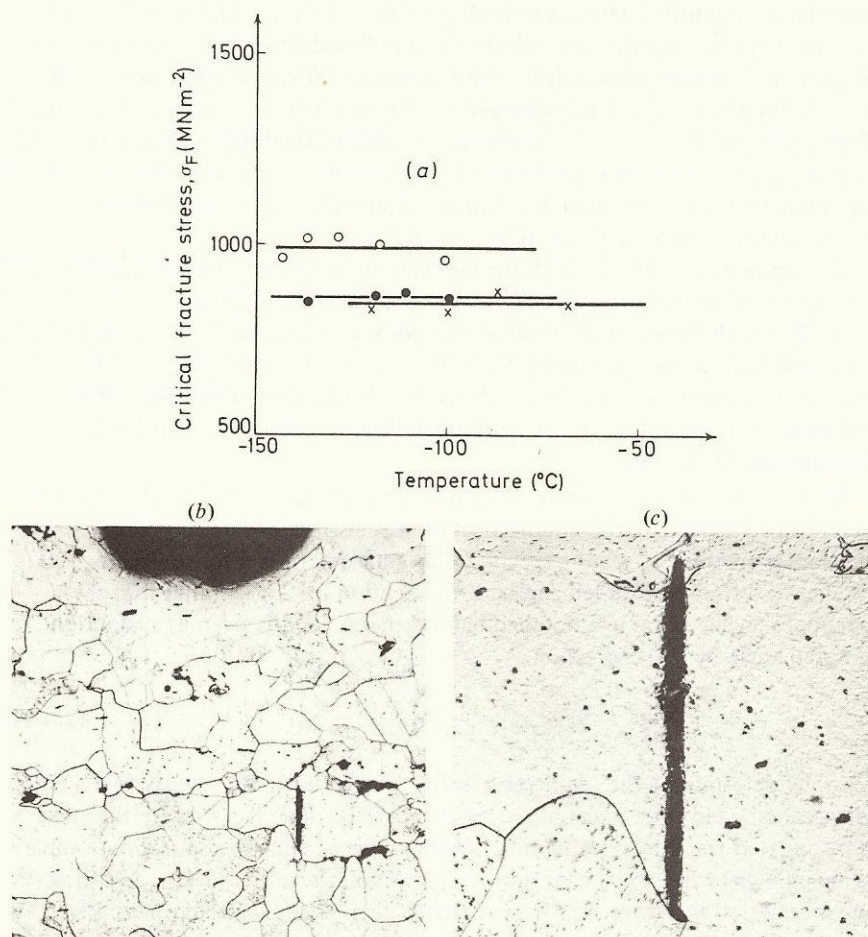 1500
1000
500
Critical fracture stress, σF (MNm⁻²)
(a)
-150
-100
-50
Temperature (°C)
(b)
(c)